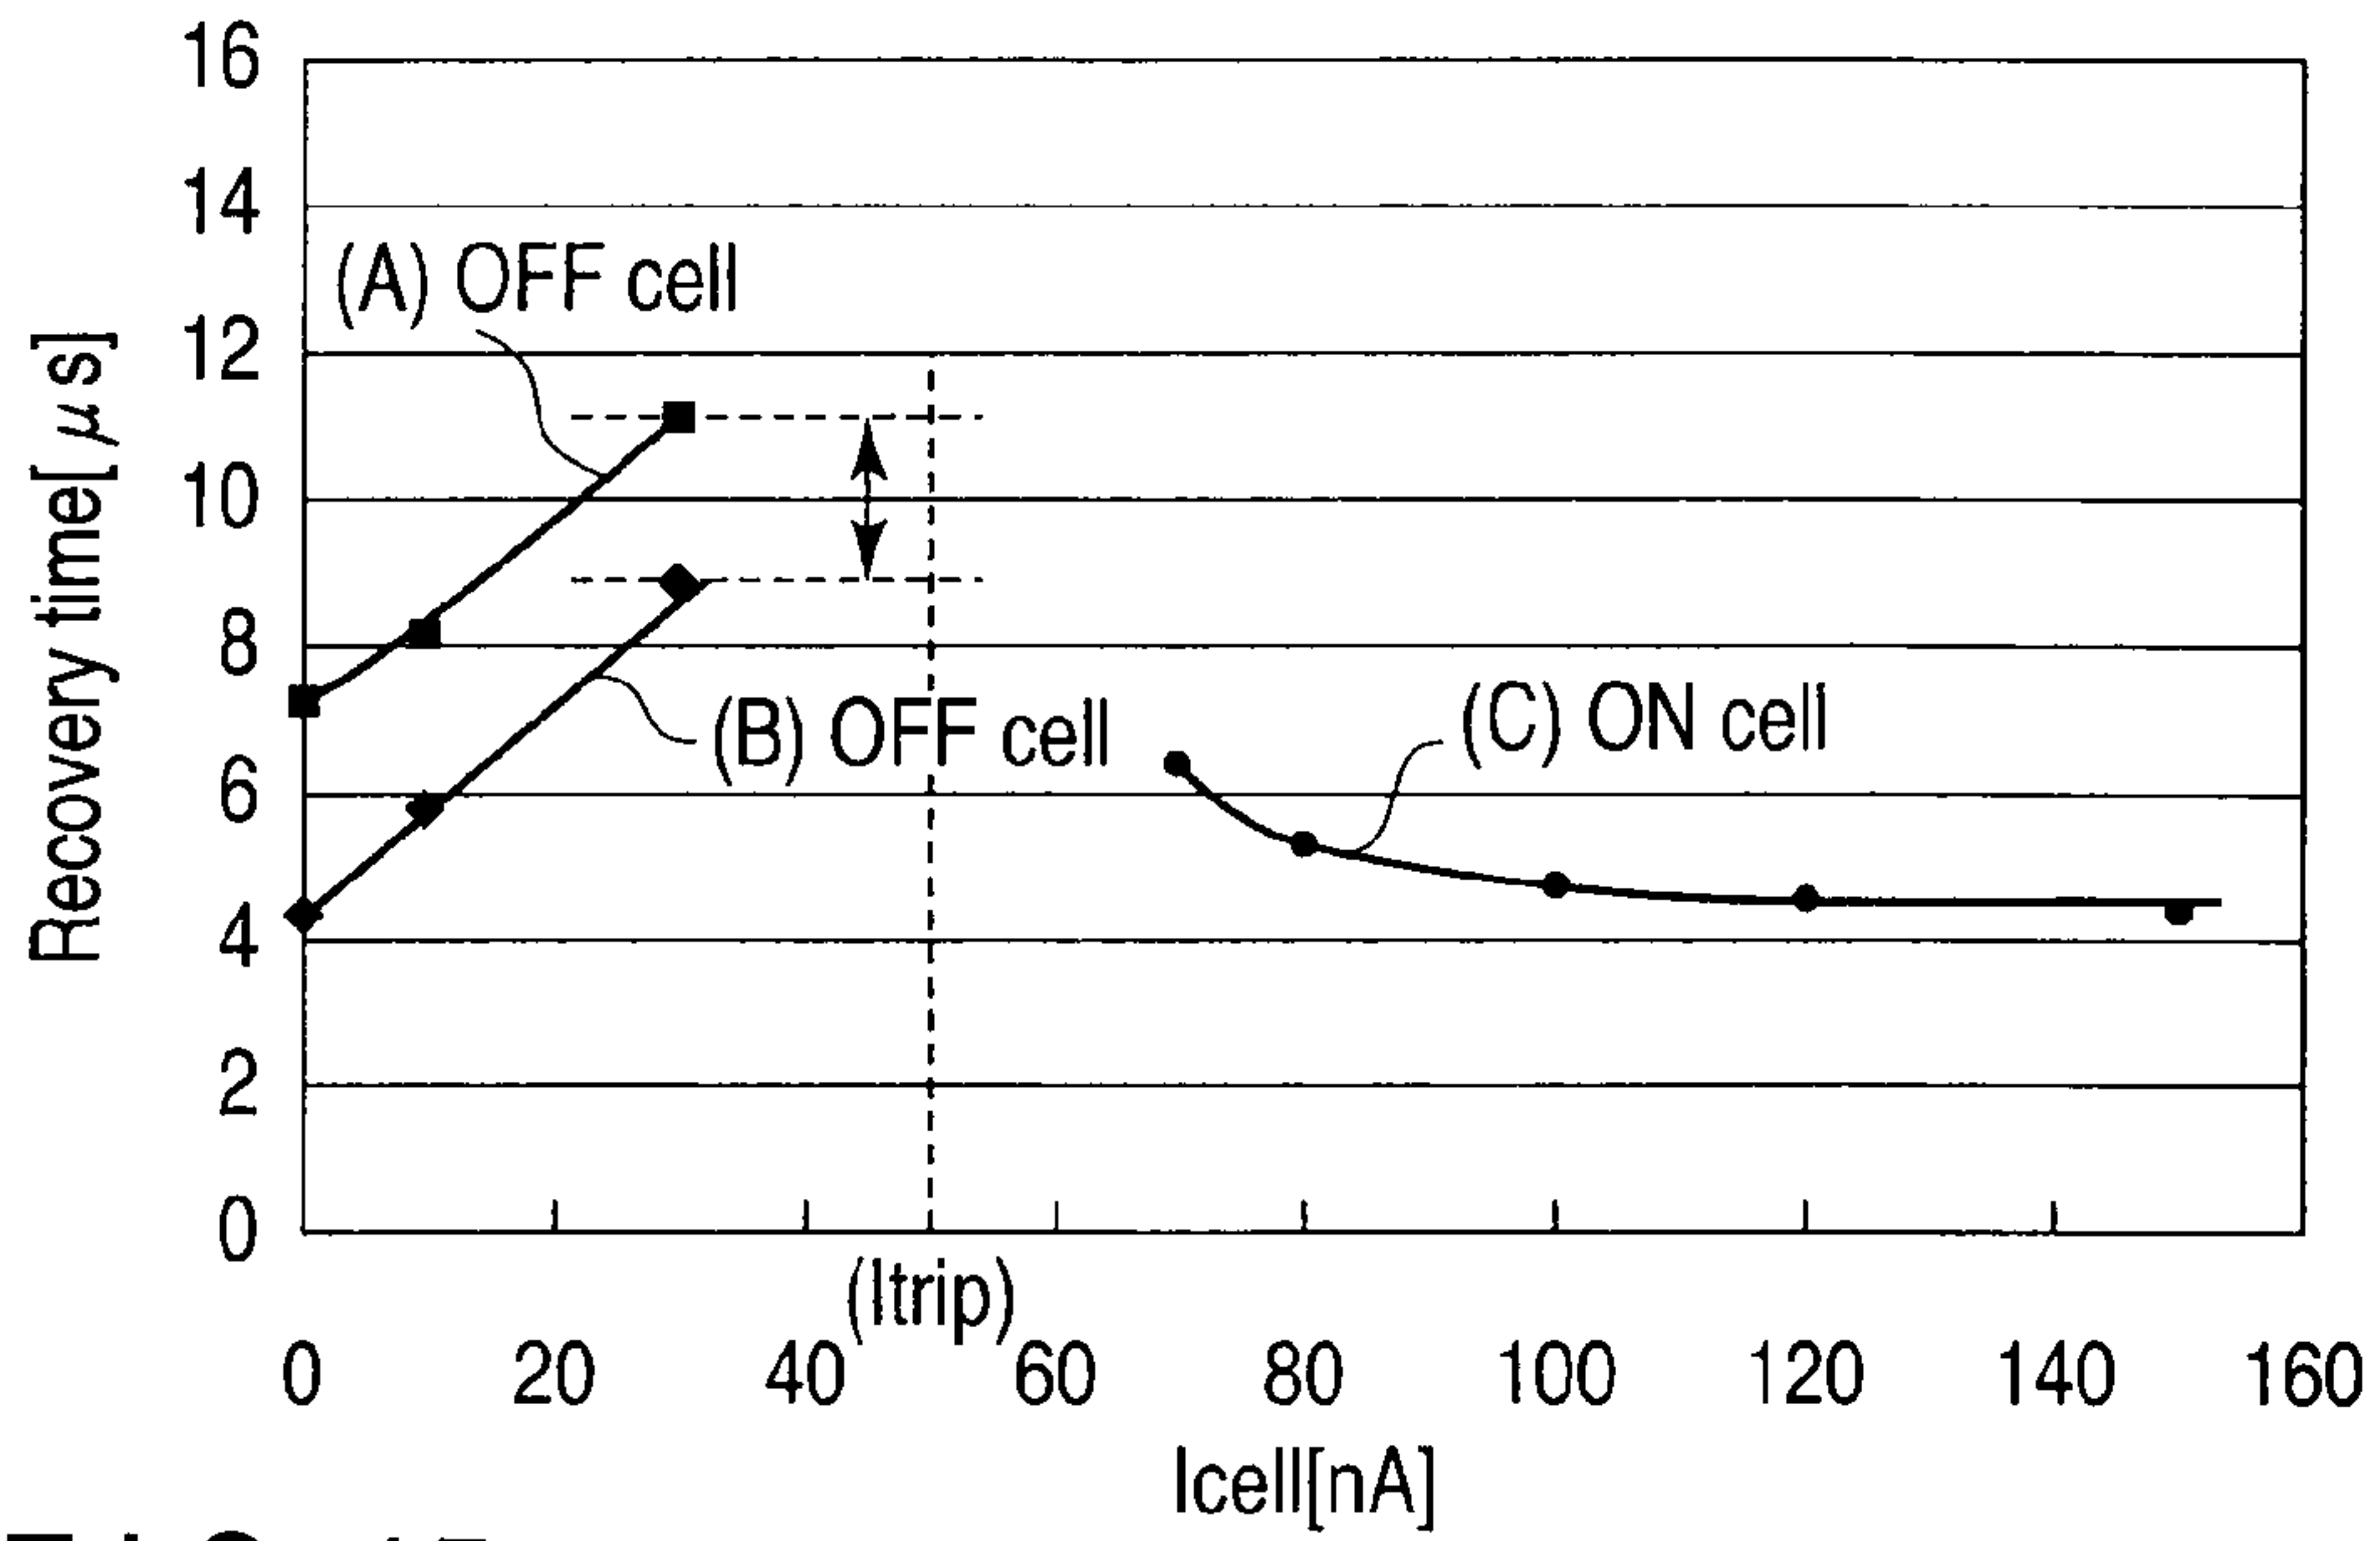 16
14
(A) OFF cell
12
10
8
(B) OFF cell
(C) ON cell
6
4
2
0
Recovery time[μs]
(Itrip)
0 20 40 60 80 100 120 140 160
Icell[nA]